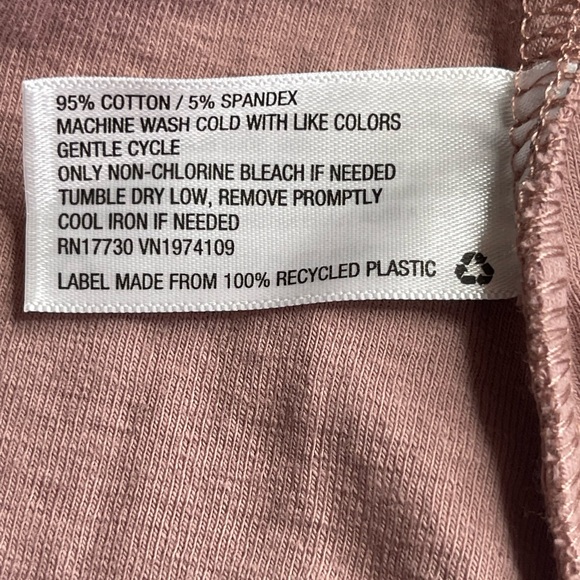 95% COTTON / 5% SPANDEX
MACHINE WASH COLD WITH LIKE COLORS
GENTLE CYCLE
ONLY NON-CHLORINE BLEACH IF NEEDED
TUMBLE DRY LOW, REMOVE PROMPTLY
COOL IRON IF NEEDED
RN17730 VN1974109
LABEL MADE FROM 100% RECYCLED PLASTIC